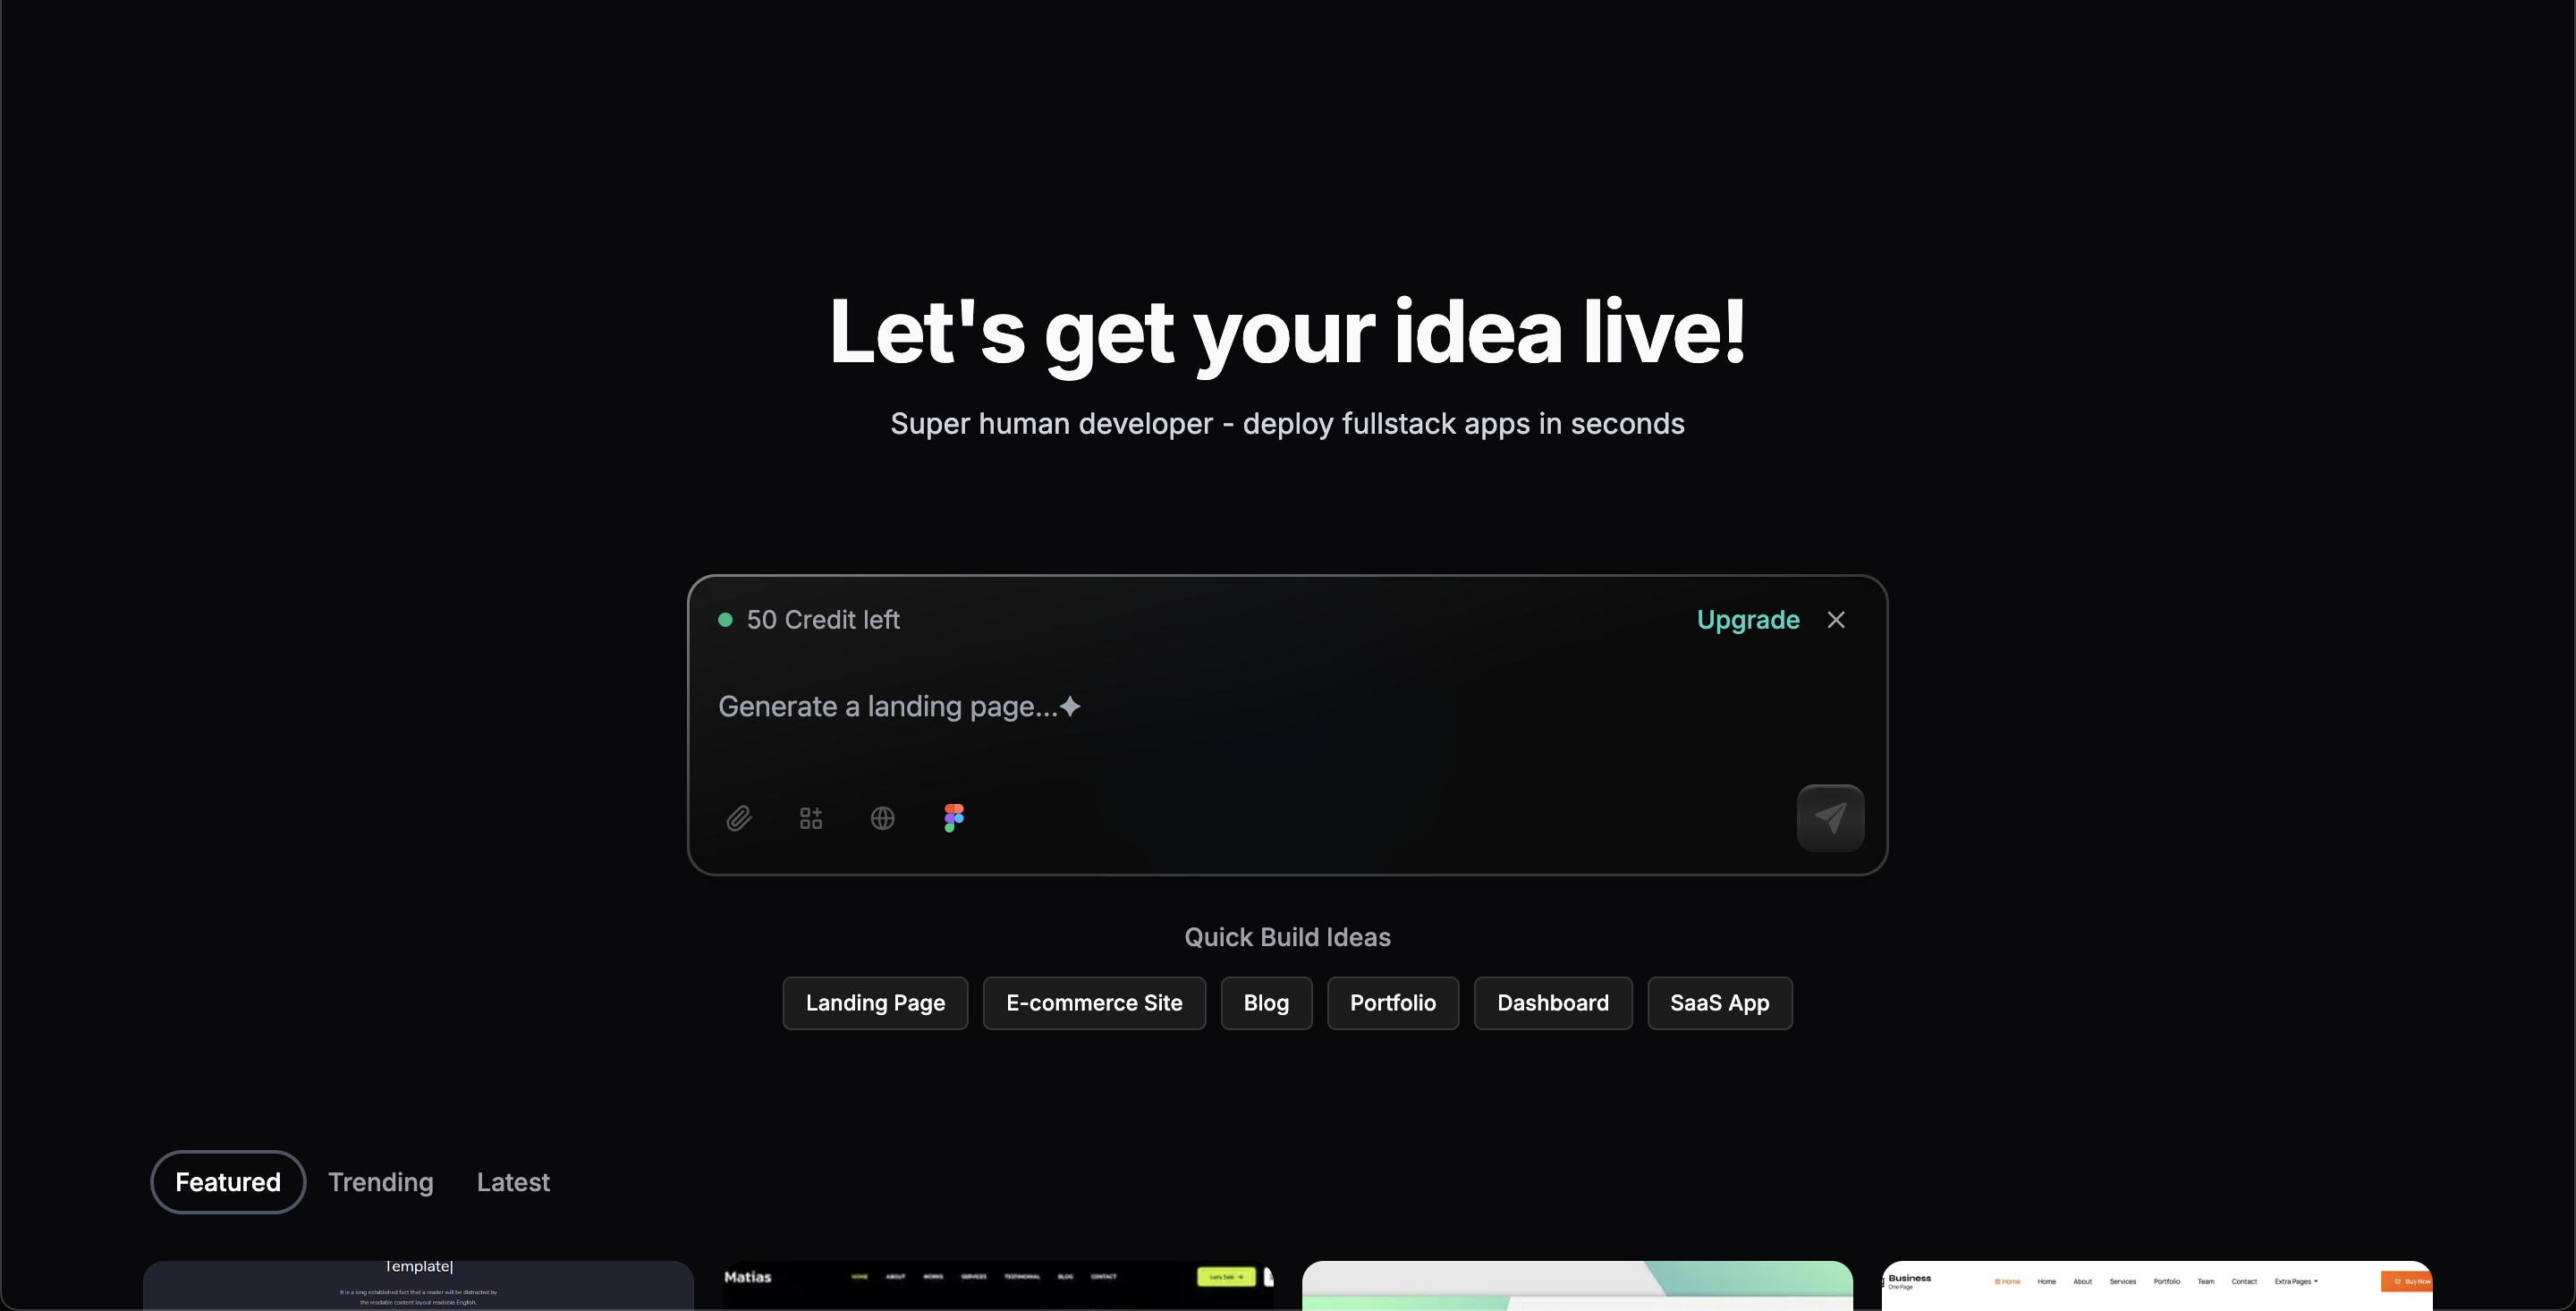 Let's get your idea live!
Super human developer - deploy fullstack apps in seconds
50 Credit left
Upgrade
Generate a landing page...
Quick Build Ideas
Landing Page
E-commerce Site
Blog
Portfolio
Dashboard
SaaS App
Featured
Trending
Latest
Template|
It is a long established fact that a reader will be distracted by
the readable content layout readable English.
Matias
HOME ABOUT WORKS SERVICES TESTIMONIAL BLOG CONTACT
Let's Talk
Business
One Page
Home Home About Services Portfolio Team Contact Extra Pages
Buy Now